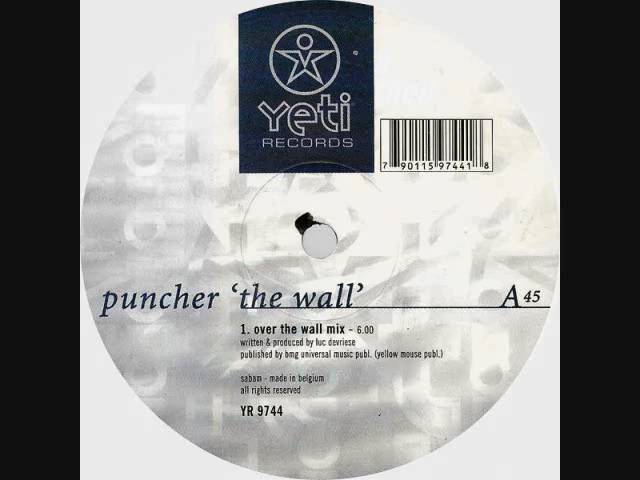 Yeti
RECORDS
7 90115 97441 8
puncher ‘the wall’ A 45
1. over the wall mix – 6.00
written & produced by luc devriese
published by bmg universal music publ. (yellow mouse publ.)
sabam - made in belgium
all rights reserved
YR 9744